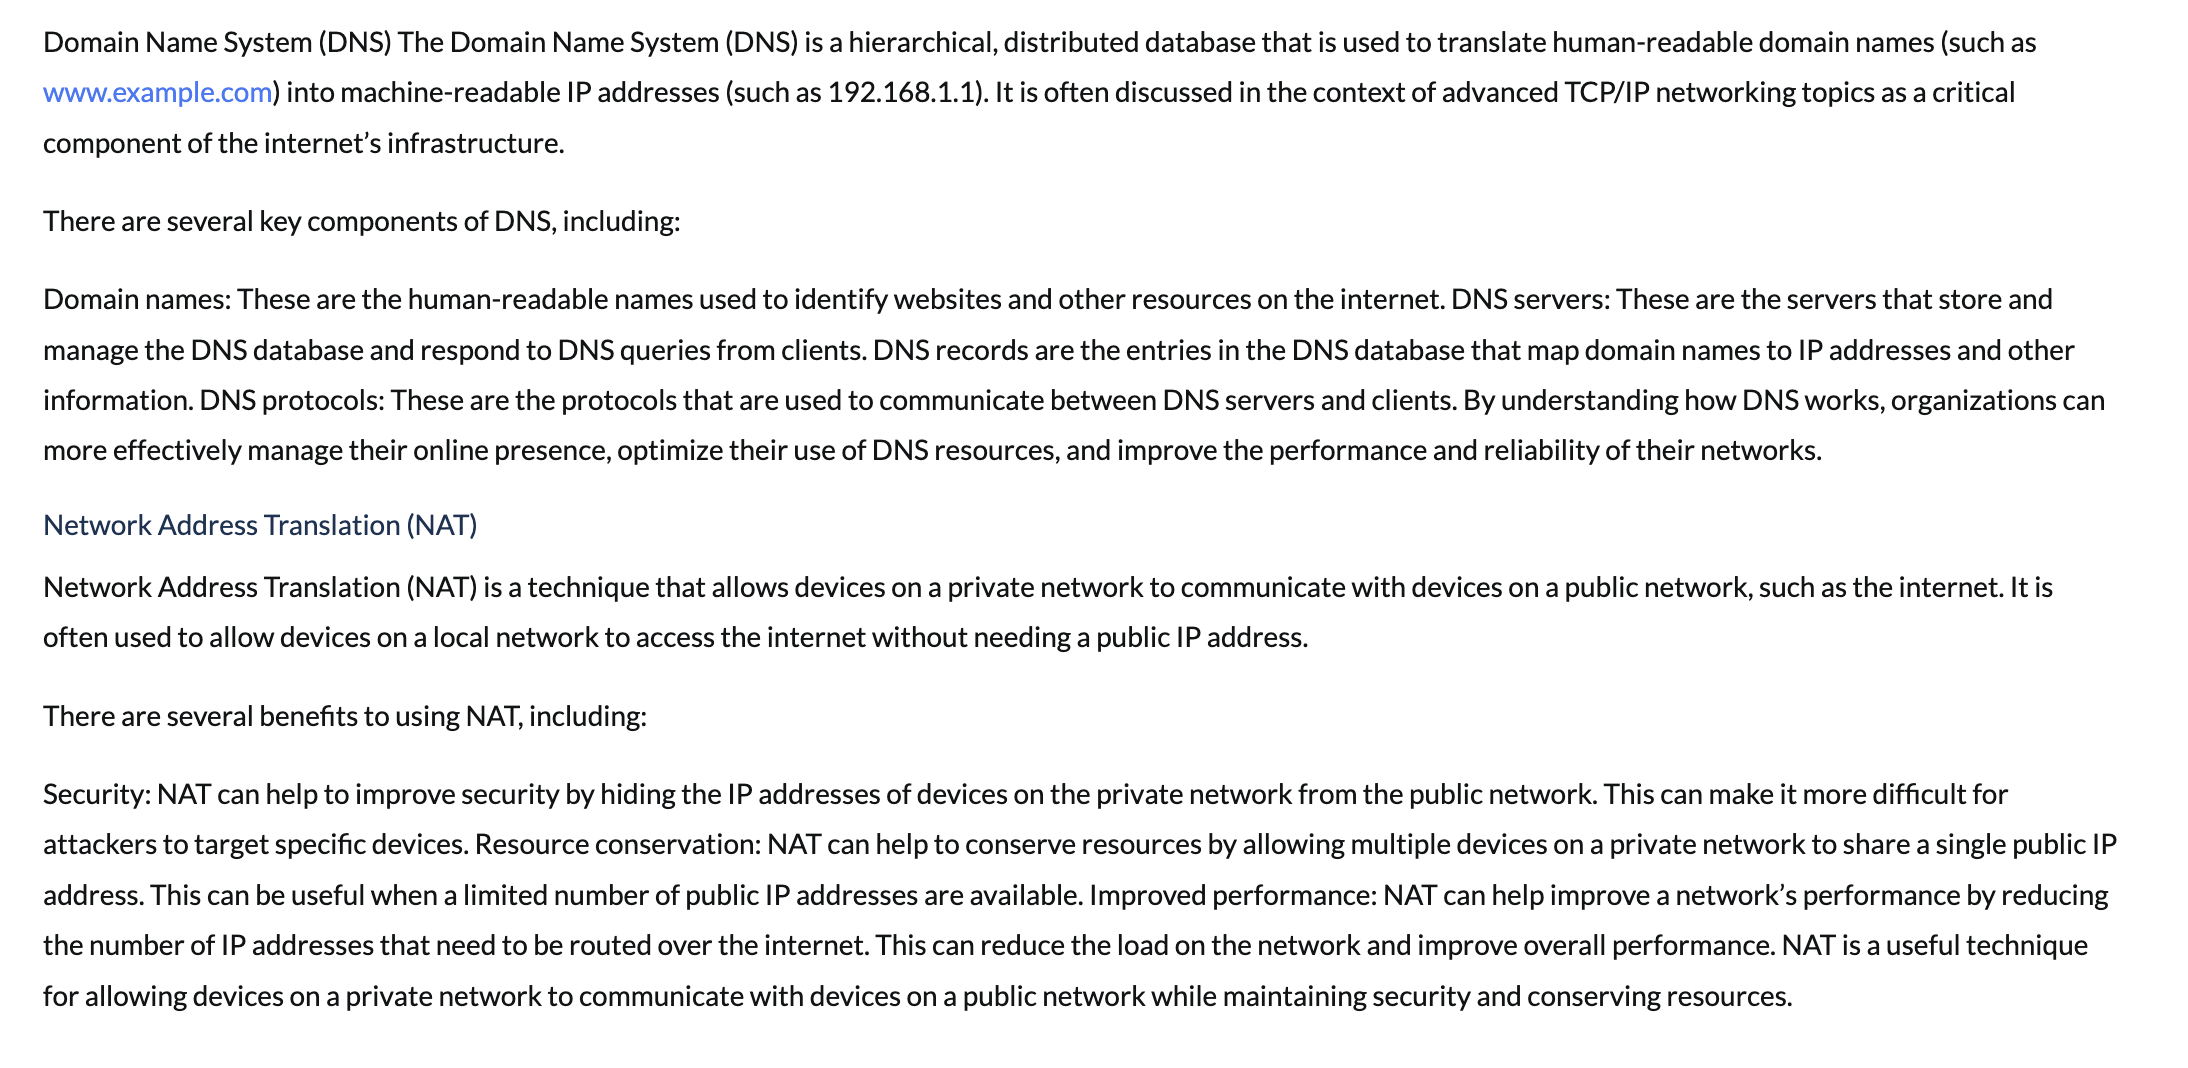 Domain Name System (DNS) The Domain Name System (DNS) is a hierarchical, distributed database that is used to translate human-readable domain names (such as
www.example.com) into machine-readable IP addresses (such as 192.168.1.1). It is often discussed in the context of advanced TCP/IP networking topics as a critical
component of the internet’s infrastructure.
There are several key components of DNS, including:
Domain names: These are the human-readable names used to identify websites and other resources on the internet. DNS servers: These are the servers that store and
manage the DNS database and respond to DNS queries from clients. DNS records are the entries in the DNS database that map domain names to IP addresses and other
information. DNS protocols: These are the protocols that are used to communicate between DNS servers and clients. By understanding how DNS works, organizations can
more effectively manage their online presence, optimize their use of DNS resources, and improve the performance and reliability of their networks.
Network Address Translation (NAT)
Network Address Translation (NAT) is a technique that allows devices on a private network to communicate with devices on a public network, such as the internet. It is
often used to allow devices on a local network to access the internet without needing a public IP address.
There are several benefits to using NAT, including:
Security: NAT can help to improve security by hiding the IP addresses of devices on the private network from the public network. This can make it more difficult for
attackers to target specific devices. Resource conservation: NAT can help to conserve resources by allowing multiple devices on a private network to share a single public IP
address. This can be useful when a limited number of public IP addresses are available. Improved performance: NAT can help improve a network’s performance by reducing
the number of IP addresses that need to be routed over the internet. This can reduce the load on the network and improve overall performance. NAT is a useful technique
for allowing devices on a private network to communicate with devices on a public network while maintaining security and conserving resources.